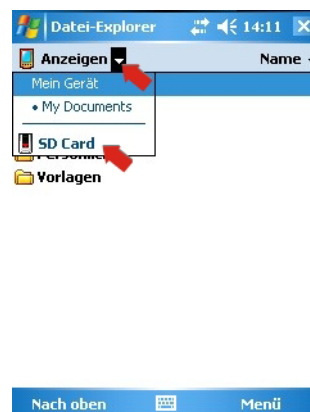 Datei-Explorer 14:11
Anzeigen Name
Mein Gerät
• My Documents
SD Card
Vorlagen
Nach oben Menü